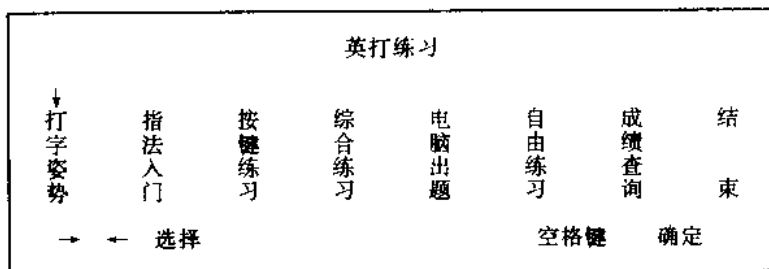 英打练习
打字姿势
指法入门
按键练习
综合练习
电脑出题
自由练习
成绩查询
结束
→ ← 选择 空格键 确定